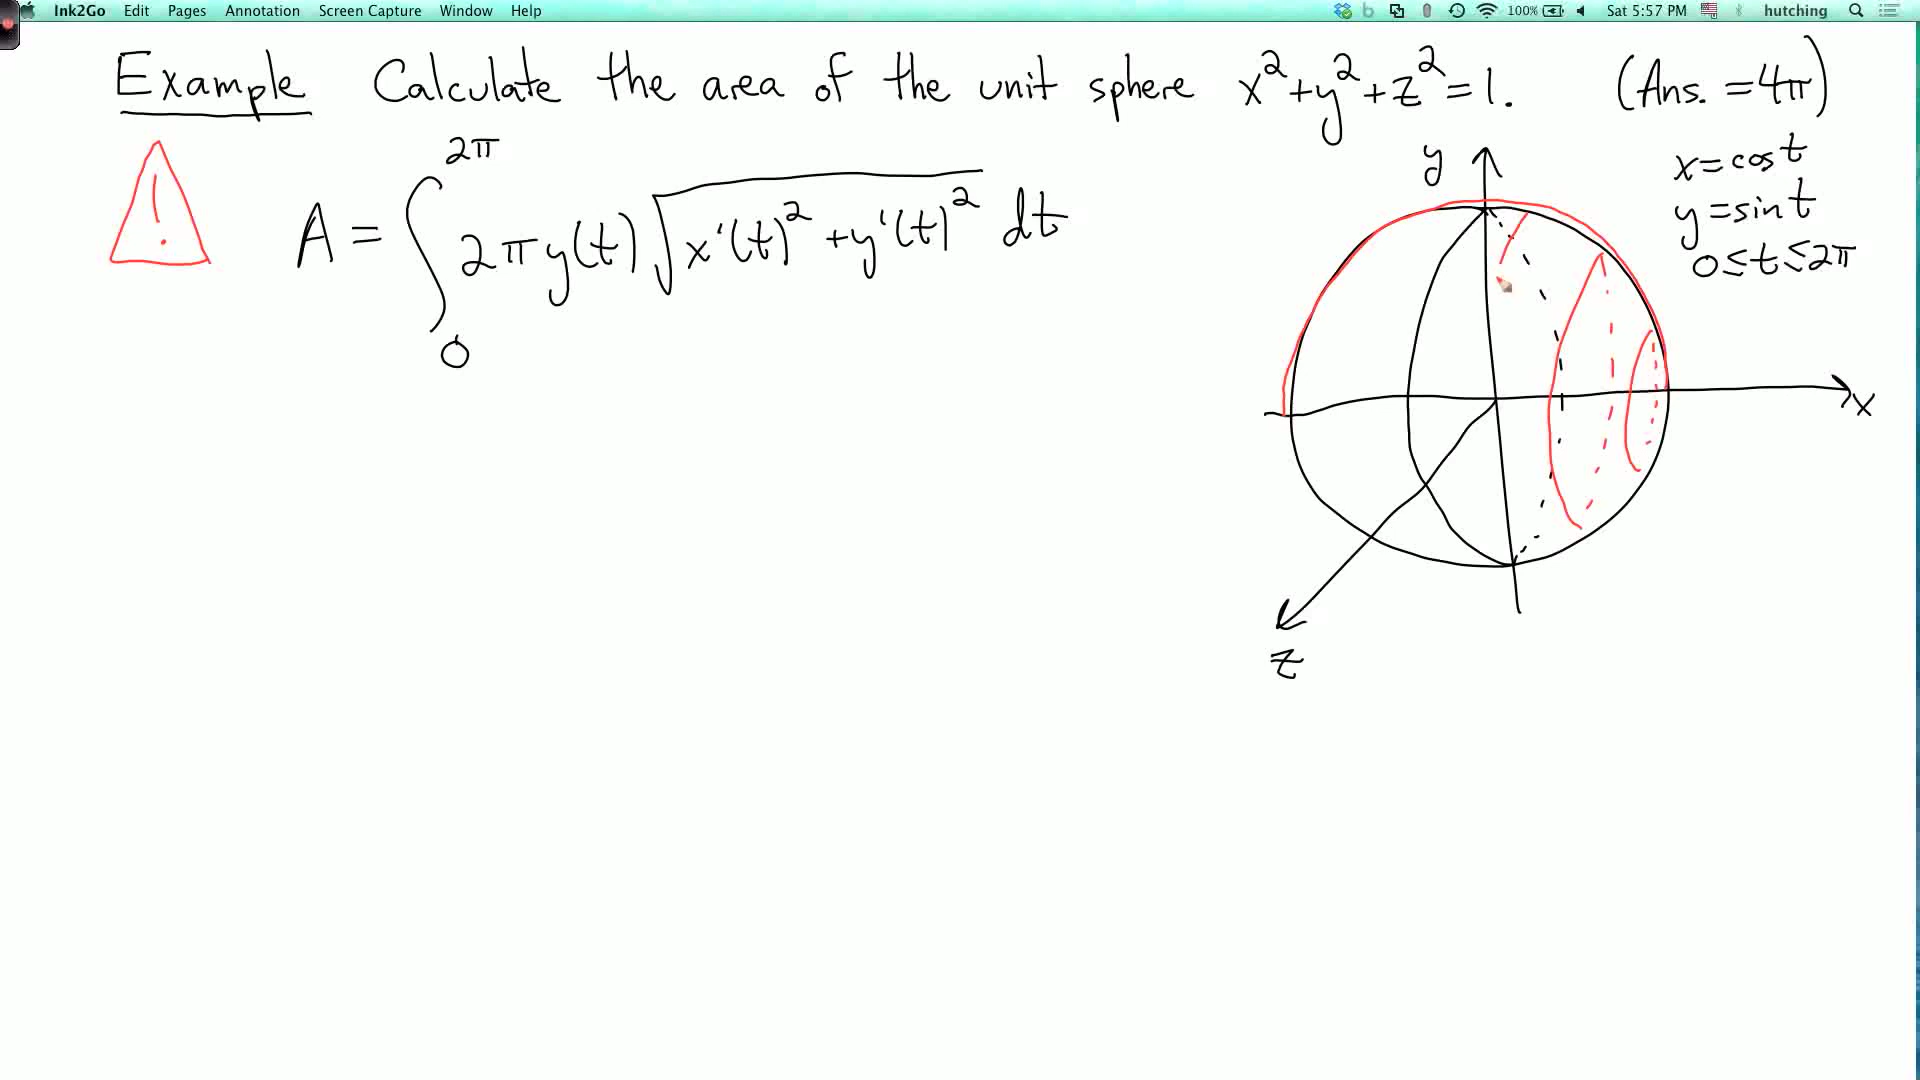 Ink2Go Edit Pages Annotation Screen Capture Window Help 100% Sat 5:57 PM hutching
Example Calculate the area of the unit sphere x²+y²+z²=1. (Ans. =4π)
!
A = ∫₀^2π 2πy(t)√(x'(t)²+y'(t)²) dt
y
x=cos t
y=sin t
0≤t≤2π
x
z